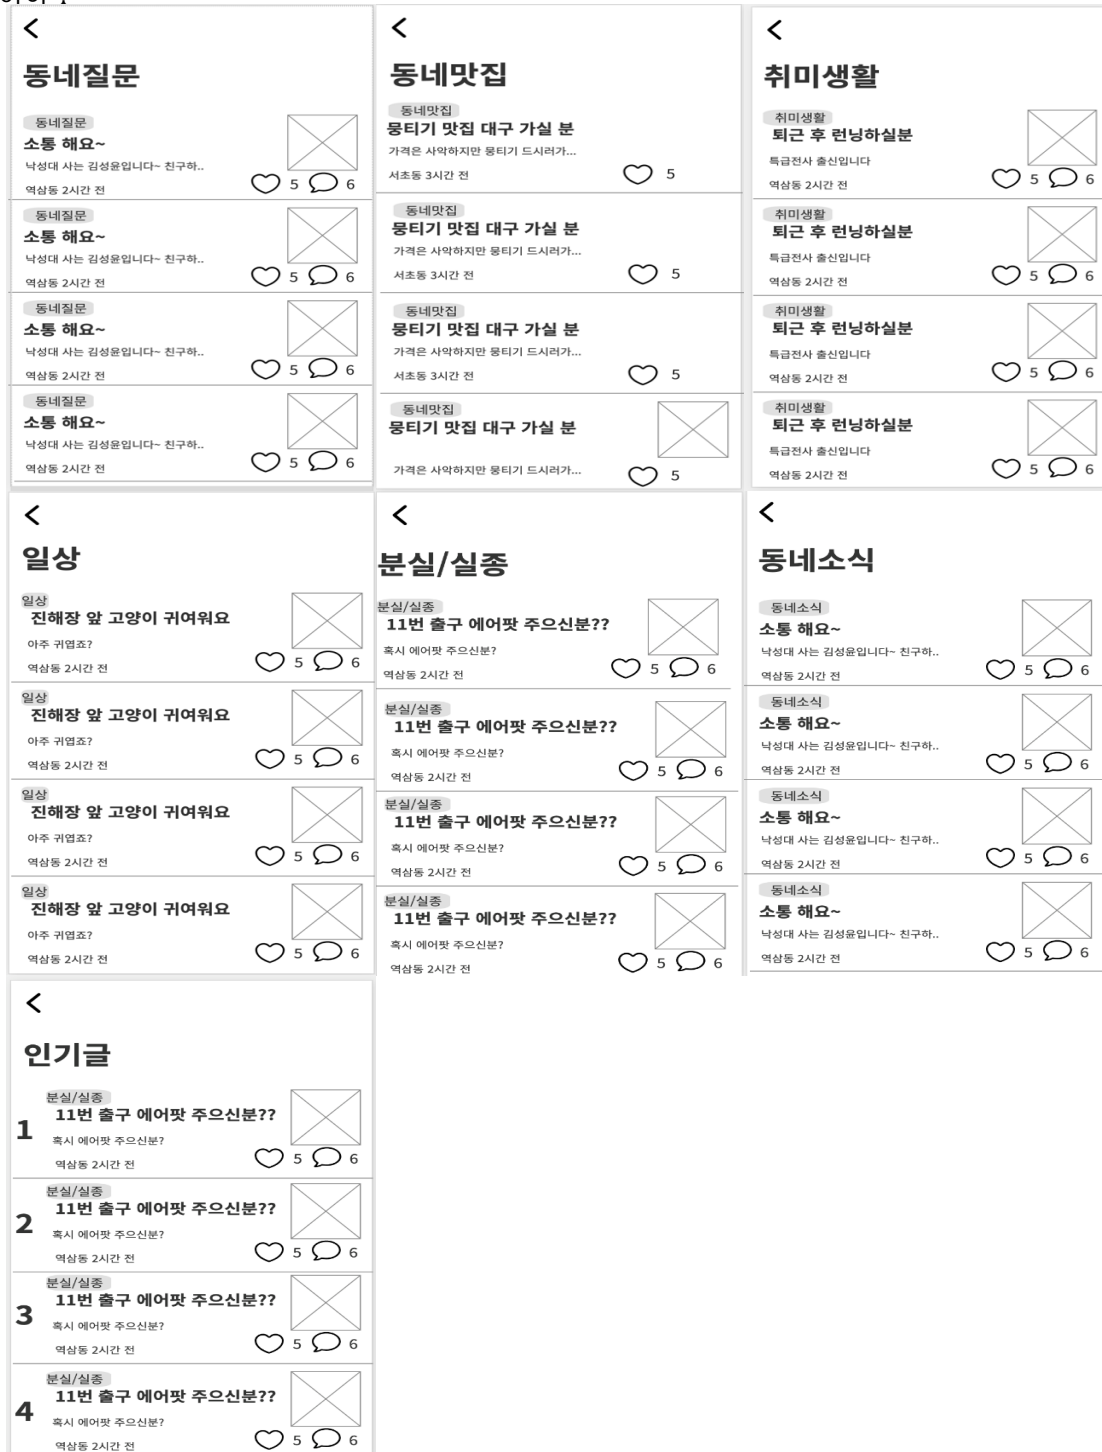 동네질문
동네질문
소통 해요~
낙성대 사는 김성윤입니다~ 친구하..
역삼동 2시간 전
5 6
동네질문
소통 해요~
낙성대 사는 김성윤입니다~ 친구하..
역삼동 2시간 전
5 6
동네질문
소통 해요~
낙성대 사는 김성윤입니다~ 친구하..
역삼동 2시간 전
5 6
동네질문
소통 해요~
낙성대 사는 김성윤입니다~ 친구하..
역삼동 2시간 전
5 6
동네맛집
동네맛집
뭉티기 맛집 대구 가실 분
가격은 사악하지만 뭉티기 드시러가...
서초동 3시간 전
5
동네맛집
뭉티기 맛집 대구 가실 분
가격은 사악하지만 뭉티기 드시러가...
서초동 3시간 전
5
동네맛집
뭉티기 맛집 대구 가실 분
가격은 사악하지만 뭉티기 드시러가...
서초동 3시간 전
5
동네맛집
뭉티기 맛집 대구 가실 분
가격은 사악하지만 뭉티기 드시러가...
5
취미생활
취미생활
퇴근 후 런닝하실분
특급전사 출신입니다
역삼동 2시간 전
5 6
취미생활
퇴근 후 런닝하실분
특급전사 출신입니다
역삼동 2시간 전
5 6
취미생활
퇴근 후 런닝하실분
특급전사 출신입니다
역삼동 2시간 전
5 6
취미생활
퇴근 후 런닝하실분
특급전사 출신입니다
역삼동 2시간 전
5 6
일상
일상
진해장 앞 고양이 귀여워요
아주 귀엽죠?
역삼동 2시간 전
5 6
일상
진해장 앞 고양이 귀여워요
아주 귀엽죠?
역삼동 2시간 전
5 6
일상
진해장 앞 고양이 귀여워요
아주 귀엽죠?
역삼동 2시간 전
5 6
일상
진해장 앞 고양이 귀여워요
아주 귀엽죠?
역삼동 2시간 전
5 6
분실/실종
분실/실종
11번 출구 에어팟 주으신분??
혹시 에어팟 주으신분?
역삼동 2시간 전
5 6
분실/실종
11번 출구 에어팟 주으신분??
혹시 에어팟 주으신분?
역삼동 2시간 전
5 6
분실/실종
11번 출구 에어팟 주으신분??
혹시 에어팟 주으신분?
역삼동 2시간 전
5 6
분실/실종
11번 출구 에어팟 주으신분??
혹시 에어팟 주으신분?
역삼동 2시간 전
5 6
동네소식
동네소식
소통 해요~
낙성대 사는 김성윤입니다~ 친구하..
역삼동 2시간 전
5 6
동네소식
소통 해요~
낙성대 사는 김성윤입니다~ 친구하..
역삼동 2시간 전
5 6
동네소식
소통 해요~
낙성대 사는 김성윤입니다~ 친구하..
역삼동 2시간 전
5 6
동네소식
소통 해요~
낙성대 사는 김성윤입니다~ 친구하..
역삼동 2시간 전
5 6
인기글
1
분실/실종
11번 출구 에어팟 주으신분??
혹시 에어팟 주으신분?
역삼동 2시간 전
5 6
2
분실/실종
11번 출구 에어팟 주으신분??
혹시 에어팟 주으신분?
역삼동 2시간 전
5 6
3
분실/실종
11번 출구 에어팟 주으신분??
혹시 에어팟 주으신분?
역삼동 2시간 전
5 6
4
분실/실종
11번 출구 에어팟 주으신분??
혹시 에어팟 주으신분?
역삼동 2시간 전
5 6